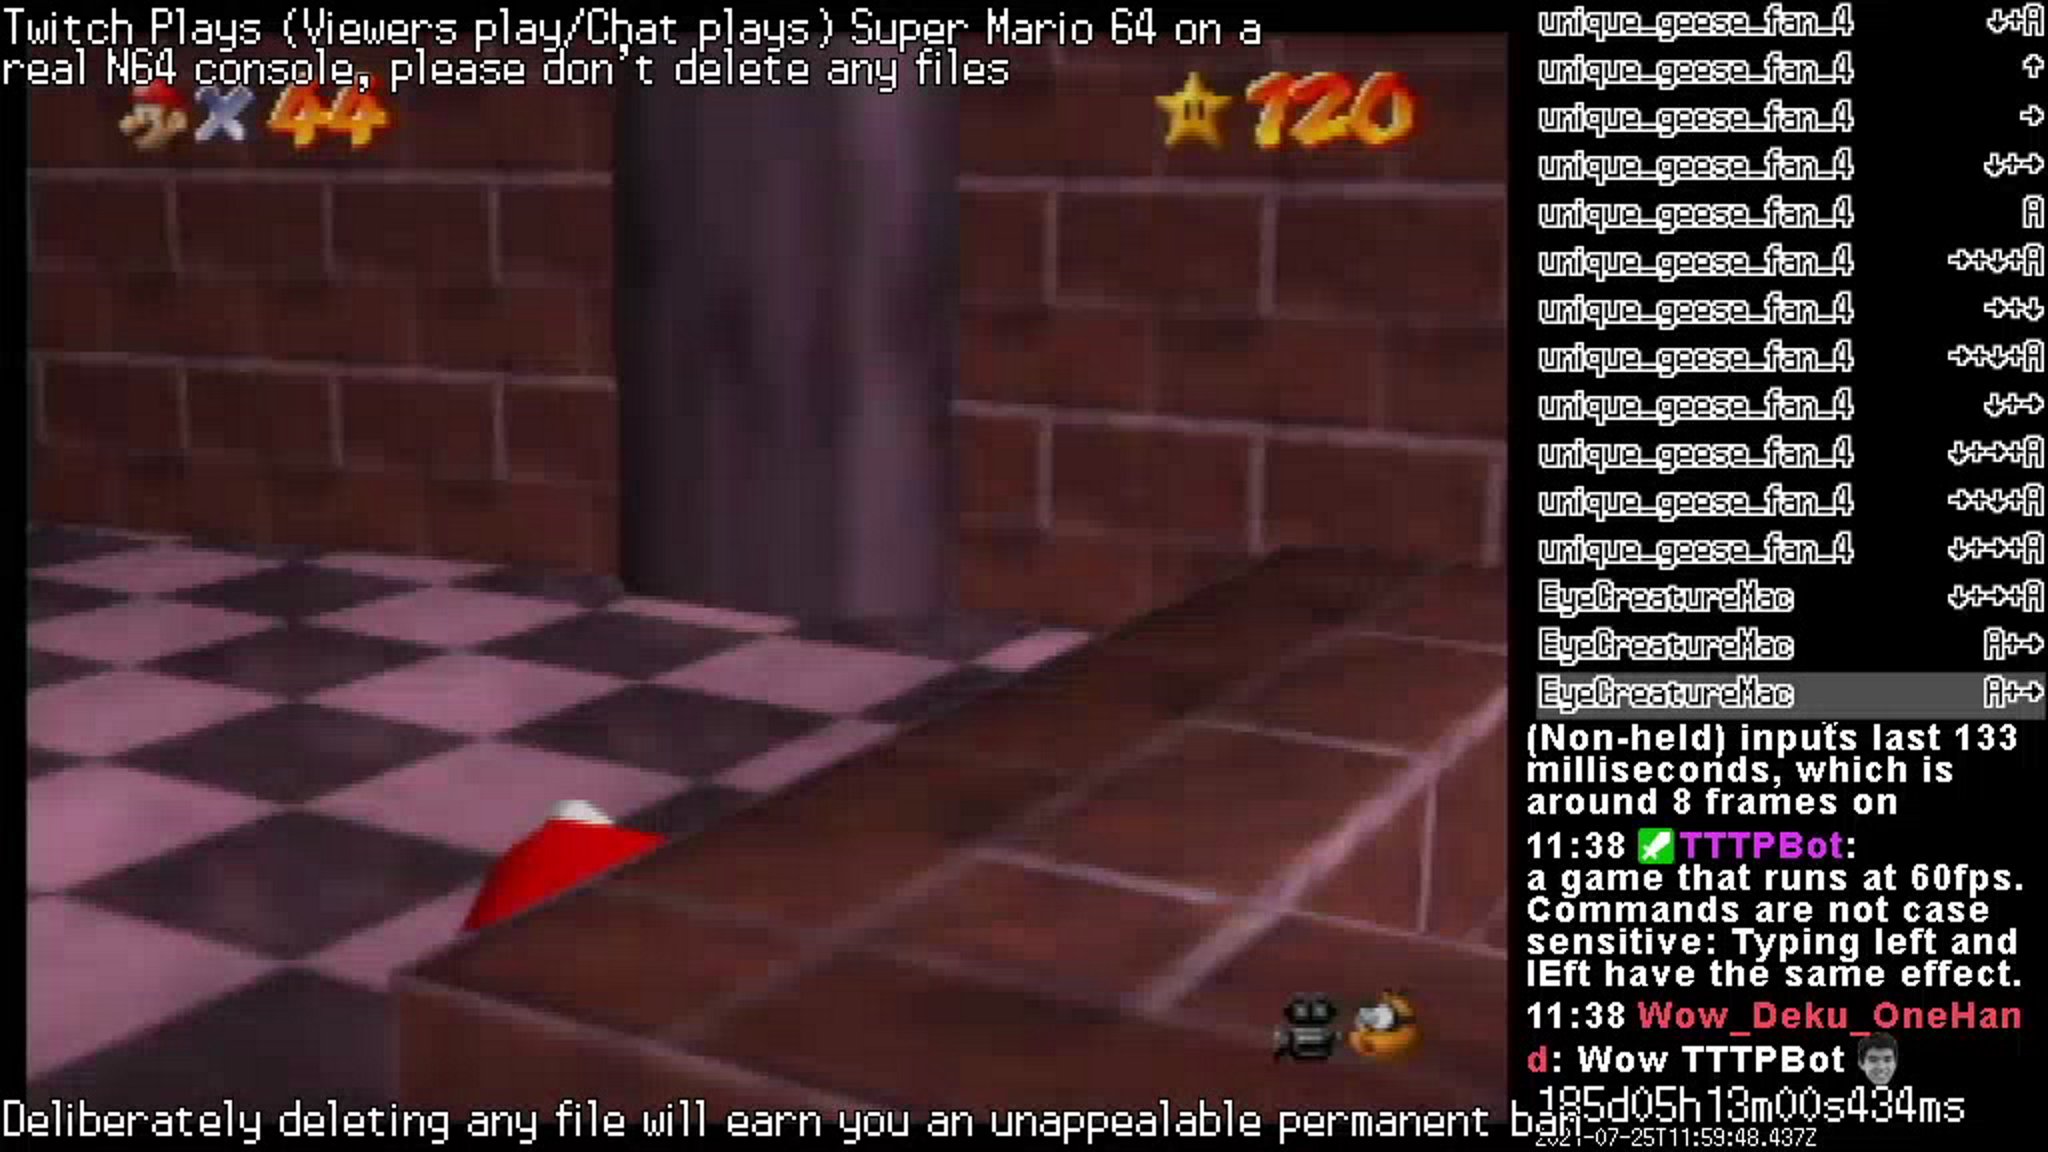 Twitch Plays (Viewers play/Chat plays) Super Mario 64 on a
real N64 console, please don't delete any files
x 44
120
unique_geese_fan_4 ↓+A
unique_geese_fan_4 ↑
unique_geese_fan_4 →
unique_geese_fan_4 ↓+→
unique_geese_fan_4 A
unique_geese_fan_4 →+↓+A
unique_geese_fan_4 →+↓
unique_geese_fan_4 →+↓+A
unique_geese_fan_4 ↓+→
unique_geese_fan_4 ↓+→+A
unique_geese_fan_4 →+↓+A
unique_geese_fan_4 ↓+→+A
EyeCreatureMac ↓+→+A
EyeCreatureMac A+→
EyeCreatureMac A+→
(Non-held) inputs last 133
milliseconds, which is
around 8 frames on
11:38 TTTPBot:
a game that runs at 60fps.
Commands are not case
sensitive: Typing left and
lEft have the same effect.
11:38 Wow_Deku_OneHan
d: Wow TTTPBot
185d05h13m00s434ms
Deliberately deleting any file will earn you an unappealable permanent ban
2021-07-25T11:59:48.437Z